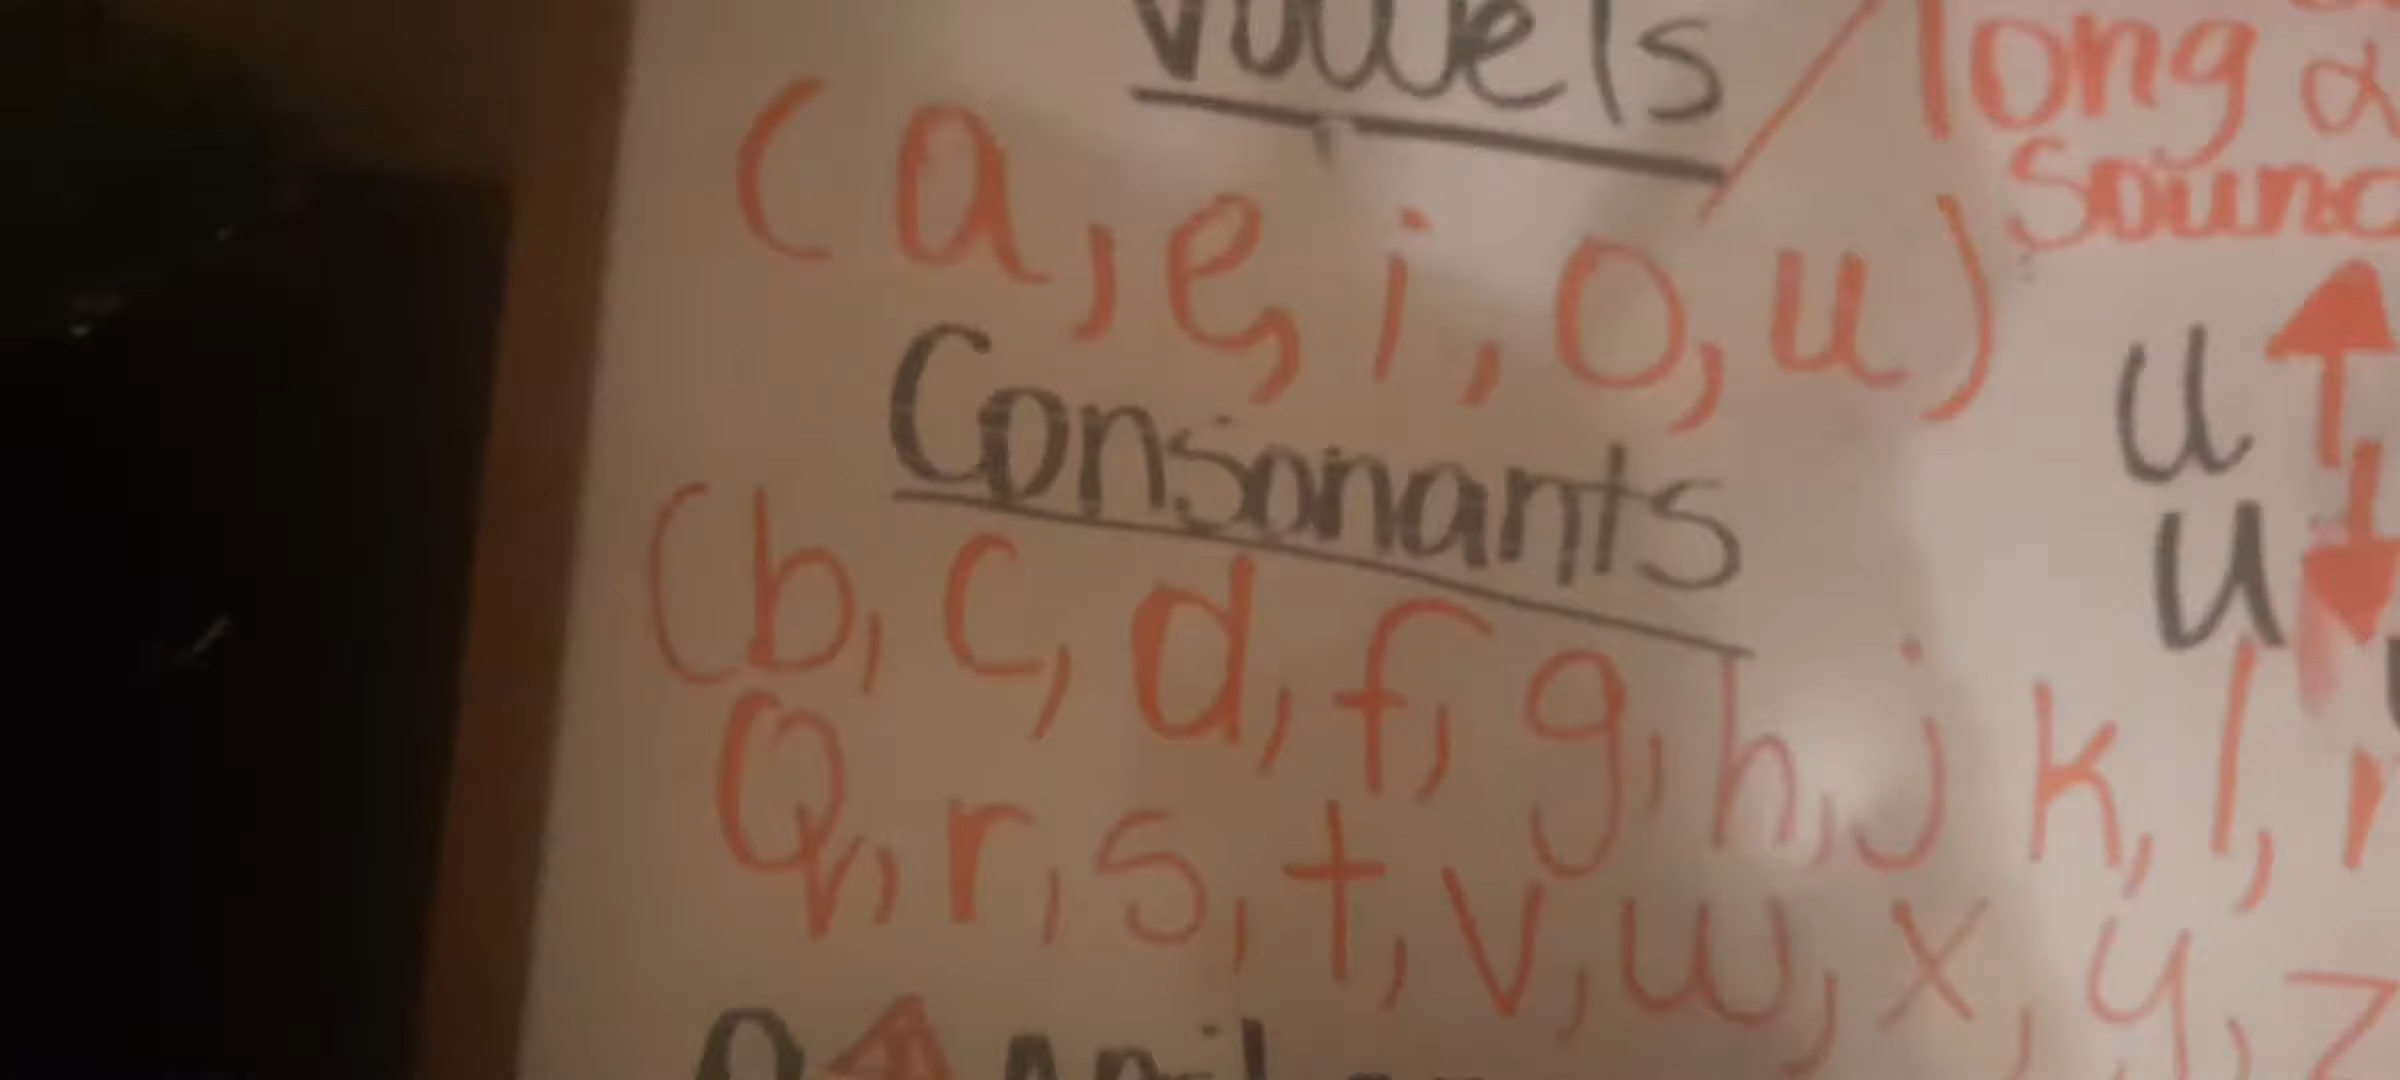 Vowels
long
sound
(a, e, i, o, u)
u
Consonants
u
(b, c, d, f, g, h, j k, l,
Q, r, s, t, v, w, x, y, z